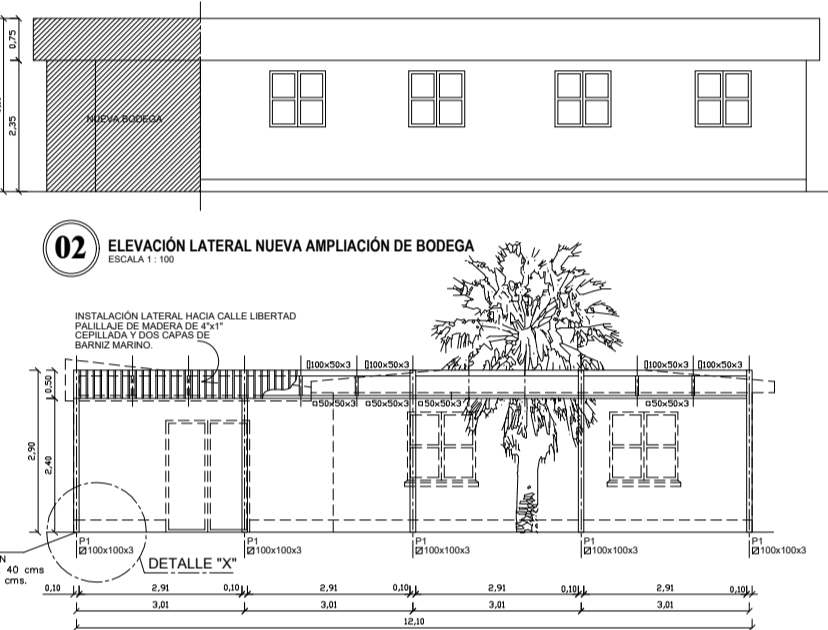 0,75
2,35
NUEVA BODEGA
02
ELEVACIÓN LATERAL NUEVA AMPLIACIÓN DE BODEGA
ESCALA 1 : 100
INSTALACIÓN LATERAL HACIA CALLE LIBERTAD
PALILLAJE DE MADERA DE 4"x1"
CEPILLADA Y DOS CAPAS DE
BARNIZ MARINO.
100x50x3 100x50x3 100x50x3 100x50x3
50x50x3 50x50x3 50x50x3 50x50x3
0,50
2,90
2,40
N
40 cms
cms.
P1 P1 P1 P1 P1
100x100x3 100x100x3 100x100x3 100x100x3 100x100x3
DETALLE "X"
0,10 2,91 0,10 2,91 0,10 2,91 0,10 2,91 0,10
3,01 3,01 3,01 3,01
12,10